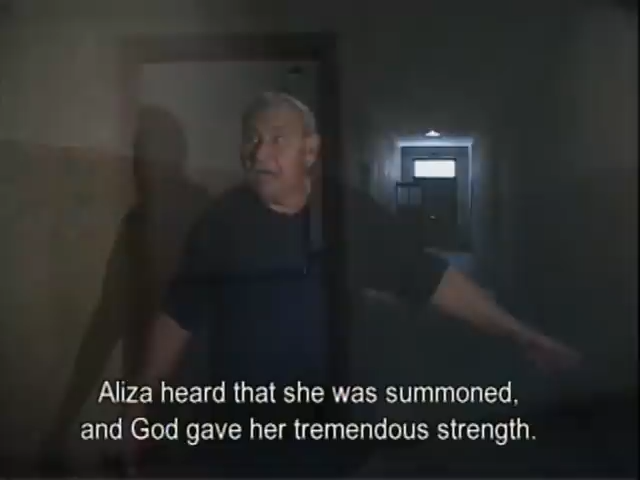 Aliza heard that she was summoned,
and God gave her tremendous strength.